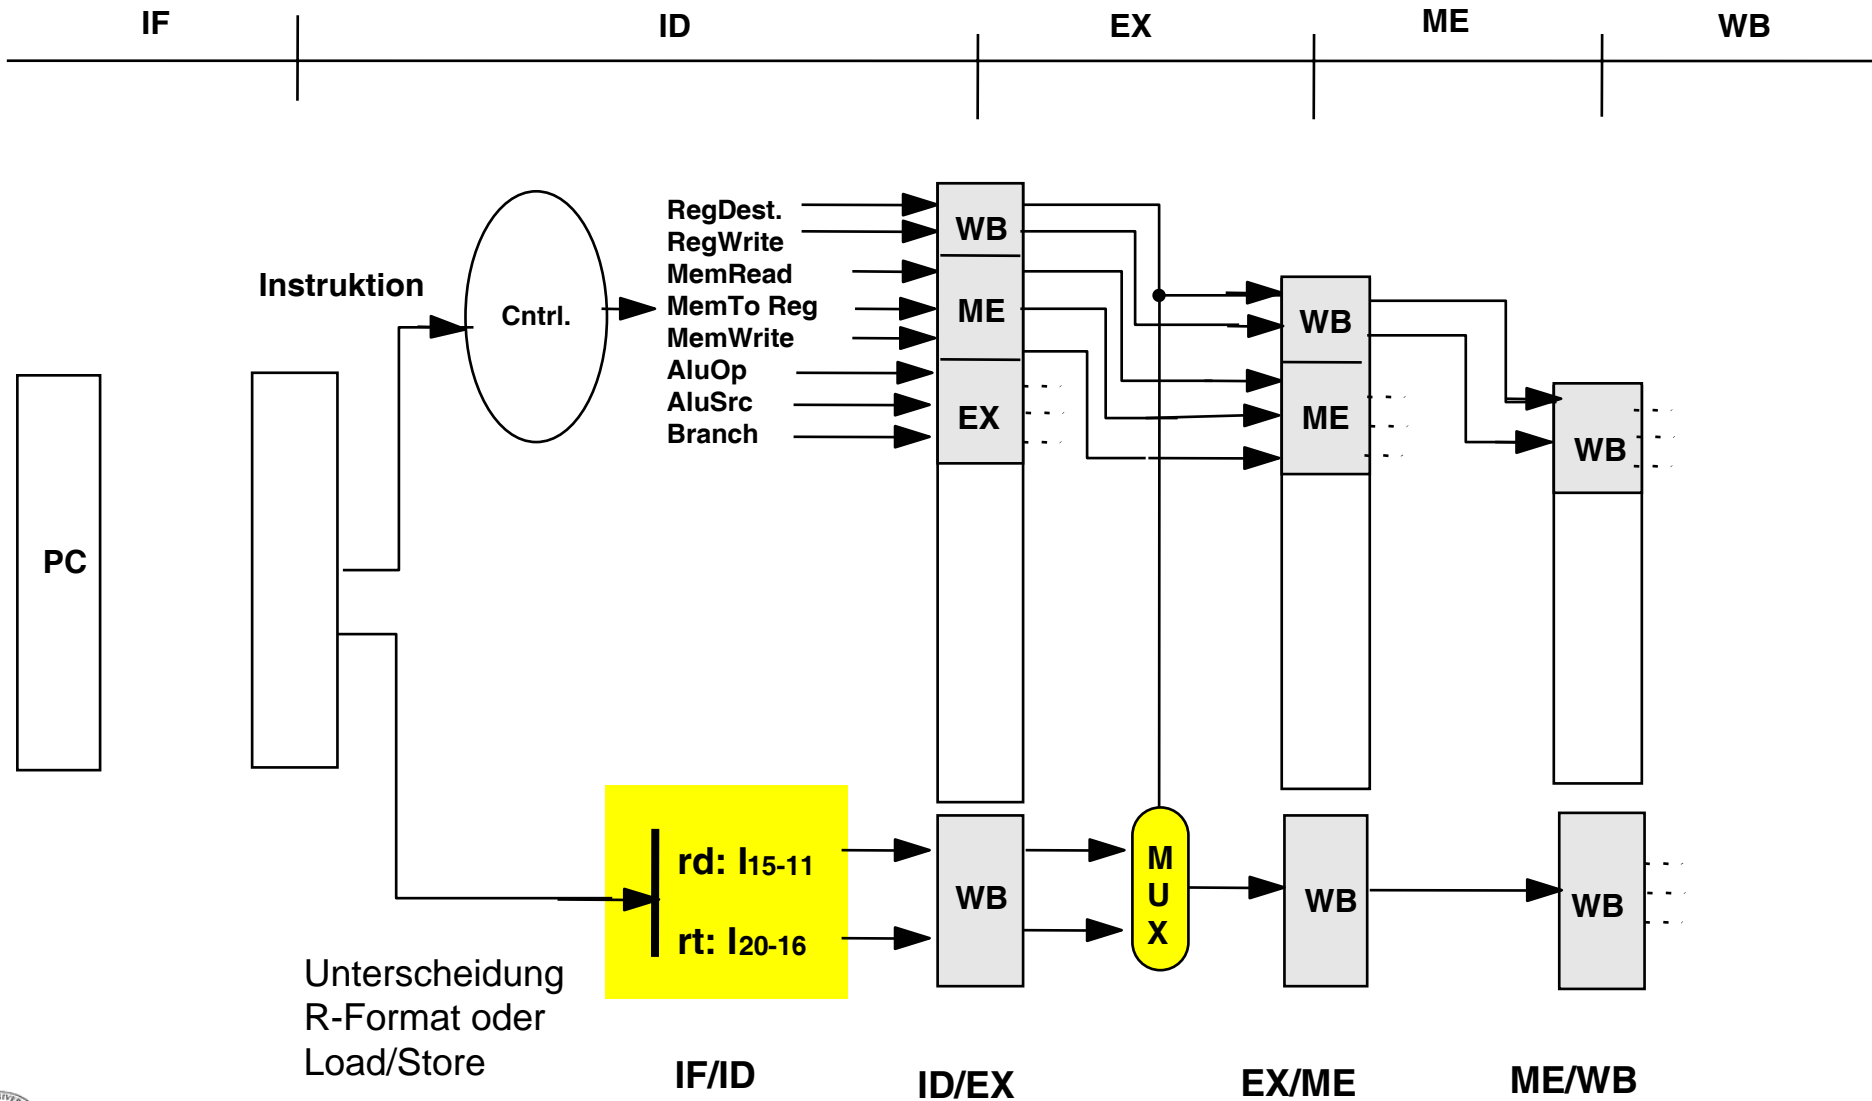 IF
ID
EX
ME
WB
Instruktion
Cntrl.
RegDest.
RegWrite
MemRead
MemTo Reg
MemWrite
AluOp
AluSrc
Branch
WB
ME
EX
WB
ME
WB
PC
rd: I15-11
rt: I20-16
WB
M
U
X
WB
WB
Unterscheidung
R-Format oder
Load/Store
IF/ID
ID/EX
EX/ME
ME/WB